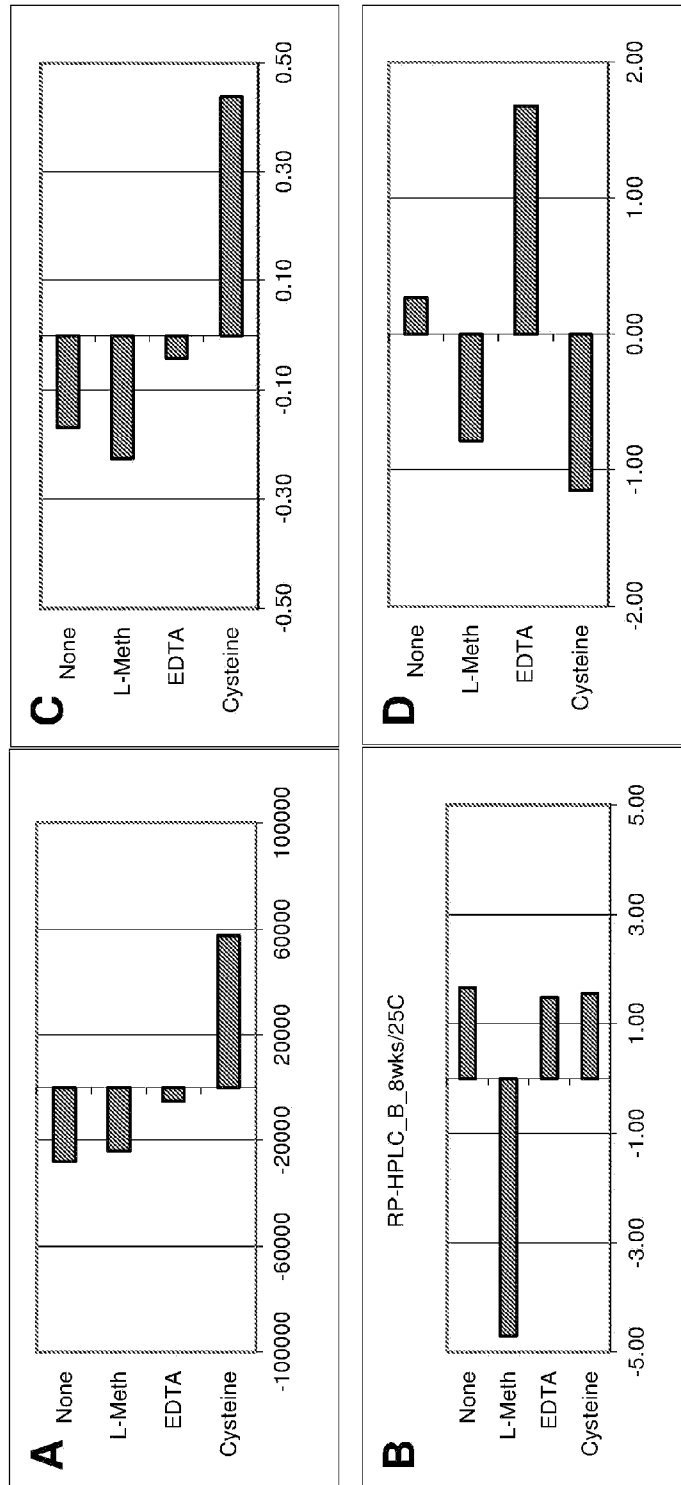 A
None
L-Meth
EDTA
Cysteine
-100000
-60000
-20000
20000
60000
100000
B
RP-HPLC_B_8wks/25C
None
L-Meth
EDTA
Cysteine
-5.00
-3.00
-1.00
1.00
3.00
5.00
C
None
L-Meth
EDTA
Cysteine
-0.50
-0.30
-0.10
0.10
0.30
0.50
D
None
L-Meth
EDTA
Cysteine
-2.00
-1.00
0.00
1.00
2.00